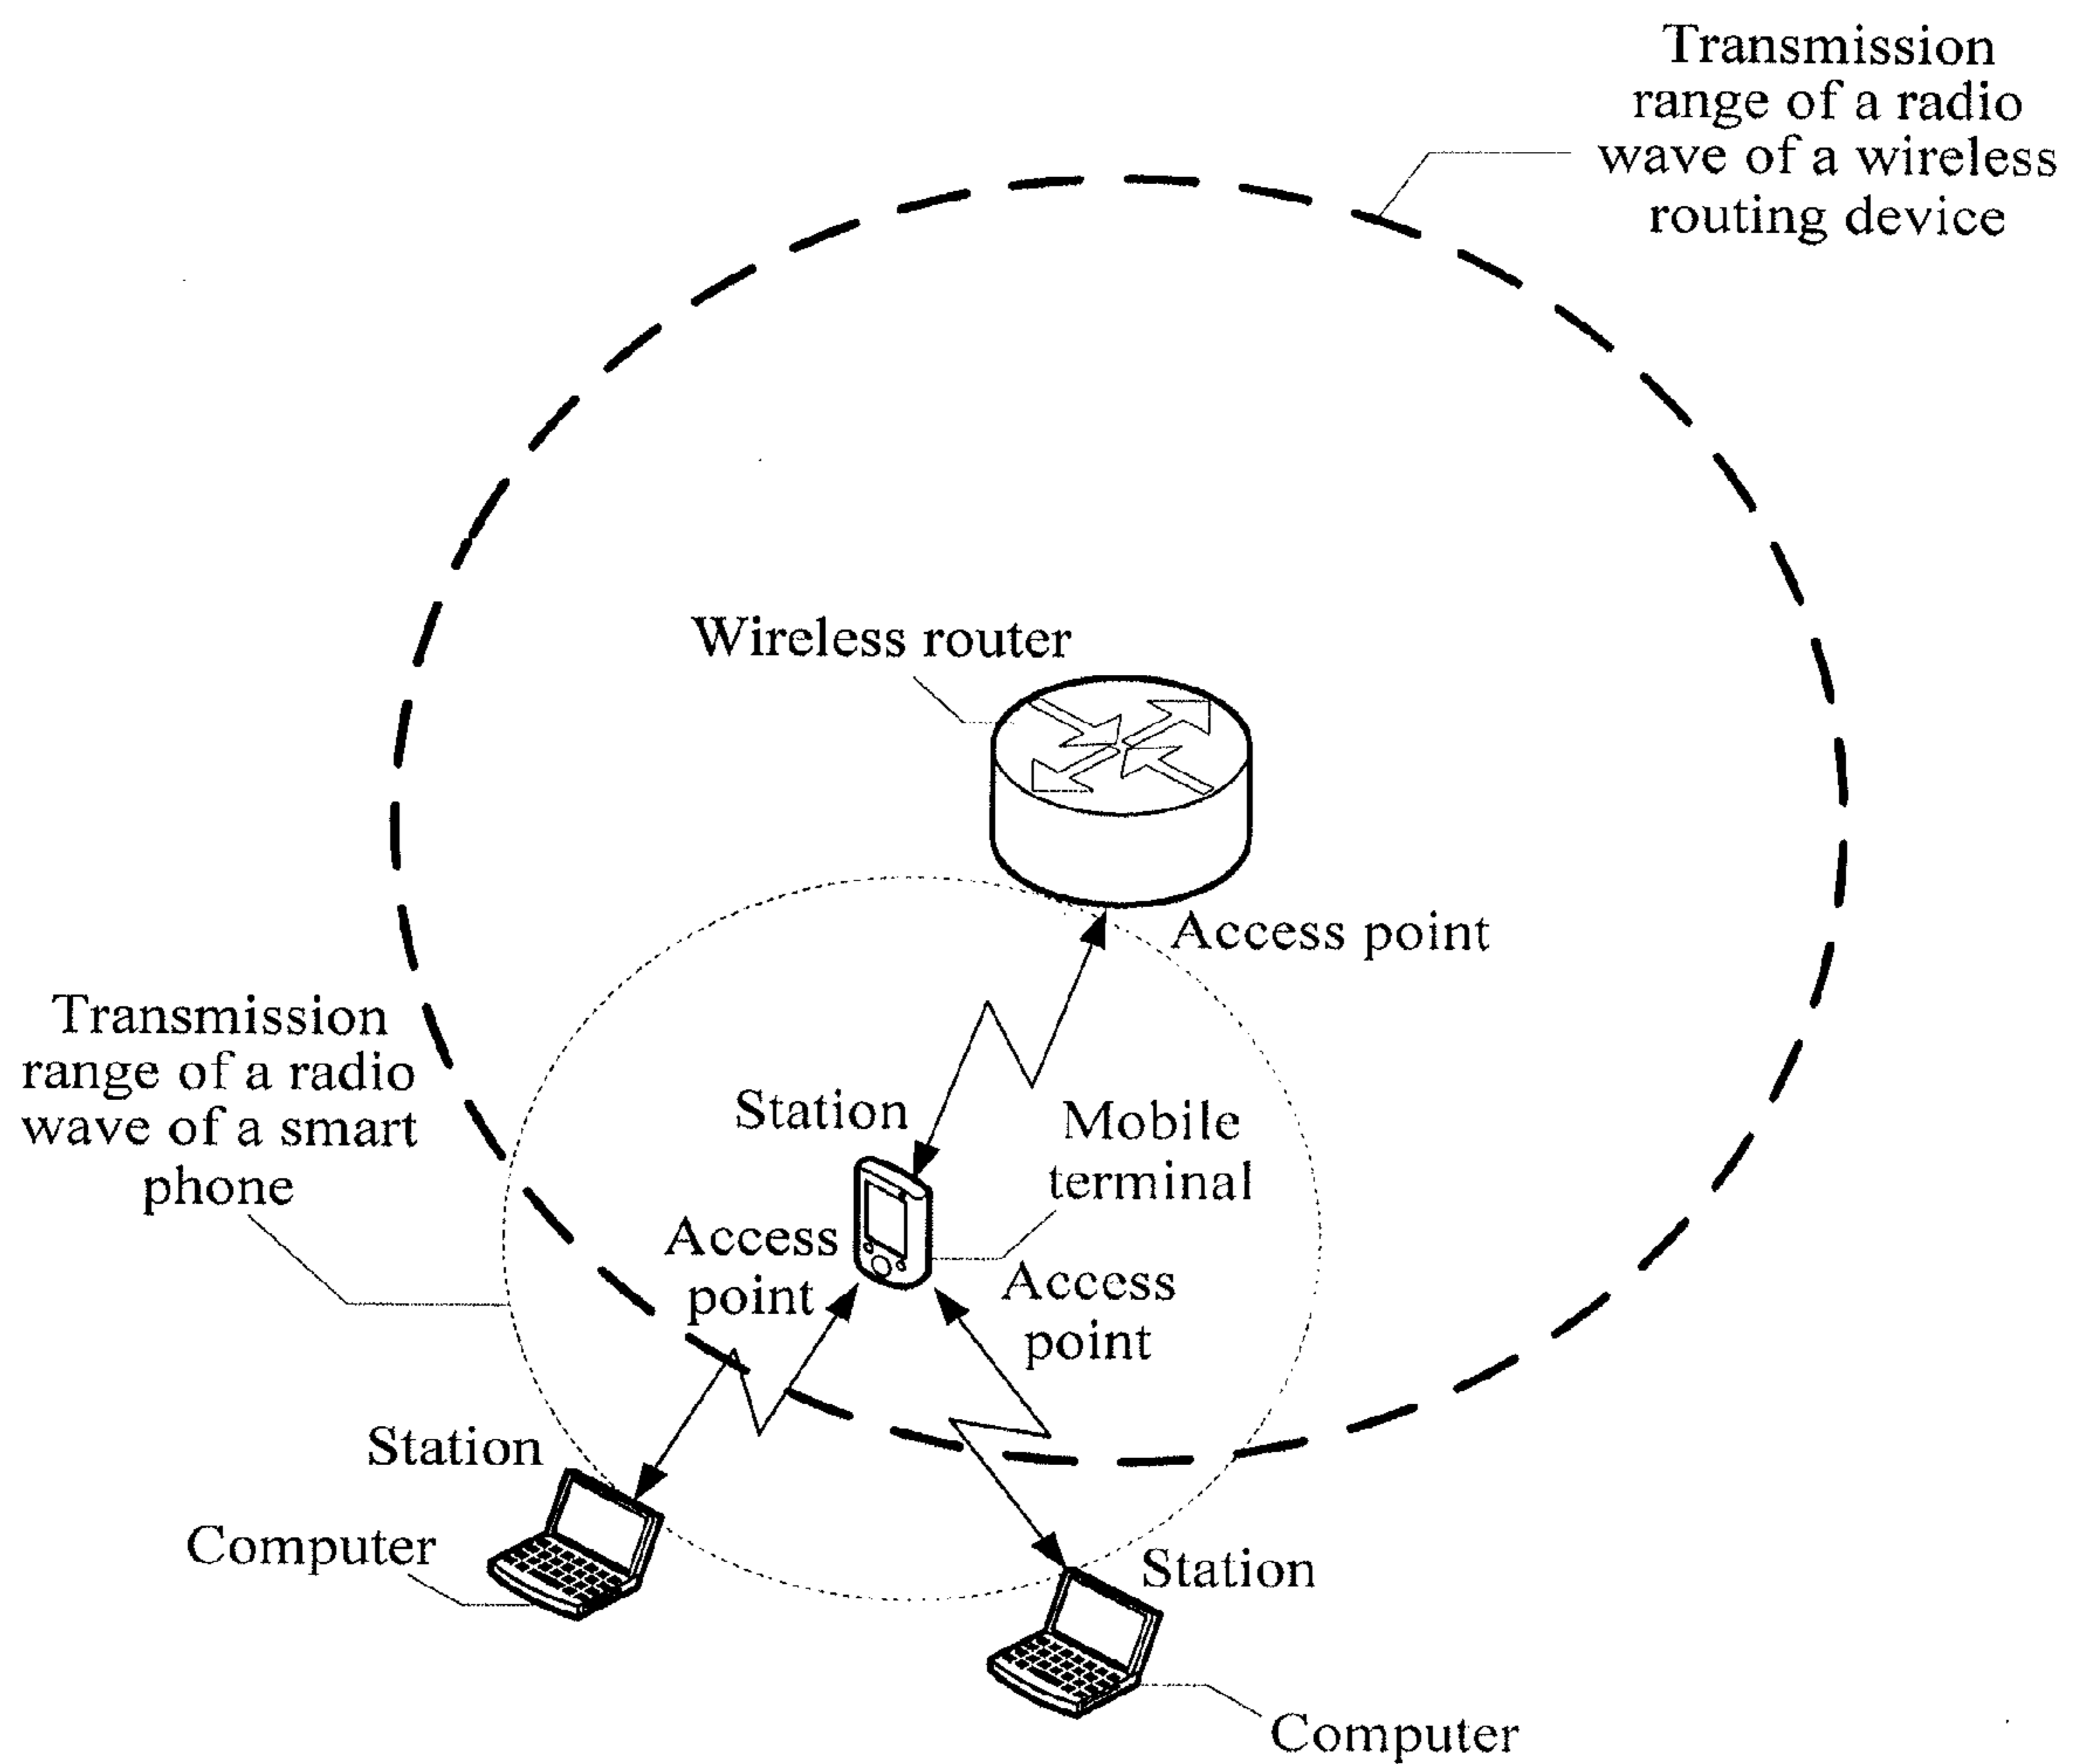 Transmission
range of a radio
wave of a wireless
routing device
Wireless router
Access point
Transmission
range of a radio
wave of a smart
phone
Station
Mobile
terminal
Access
point
Access
point
Station
Computer
Station
Computer